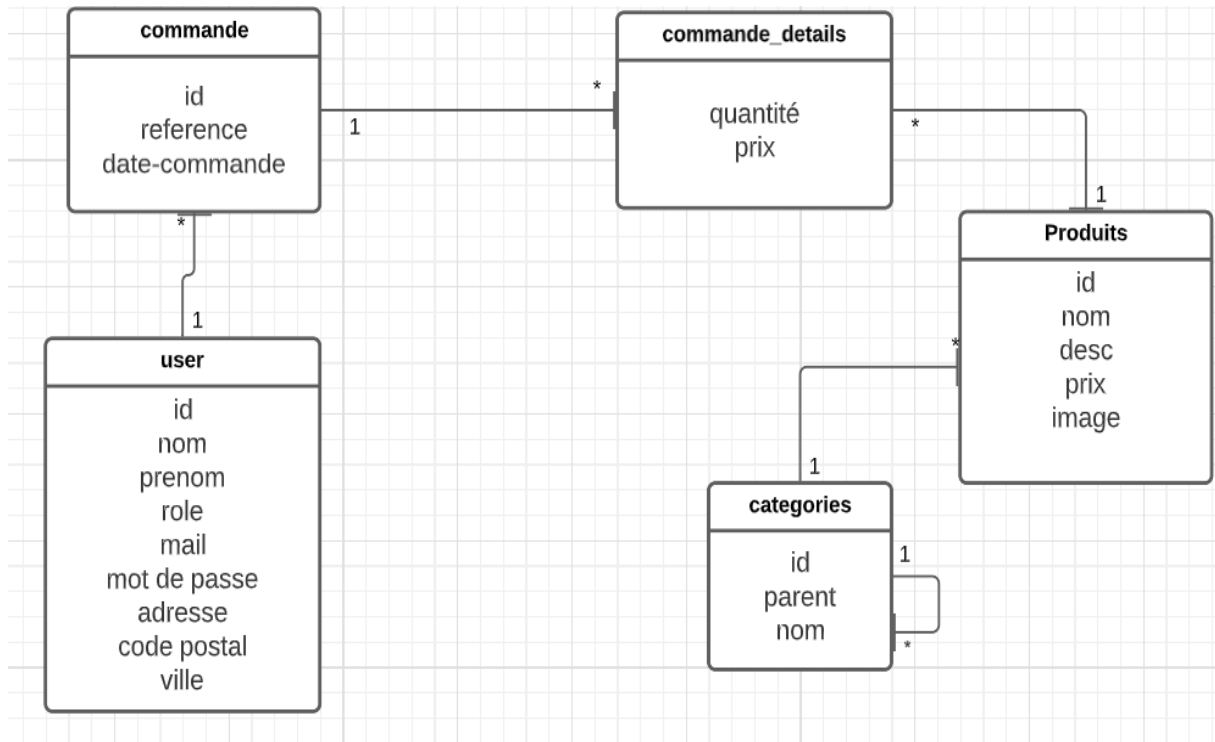 commande
id
reference
date-commande
1
*
commande_details
quantité
prix
*
1
Produits
id
nom
desc
prix
image
*
1
user
id
nom
prenom
role
mail
mot de passe
adresse
code postal
ville
*
1
categories
id
parent
nom
1
*